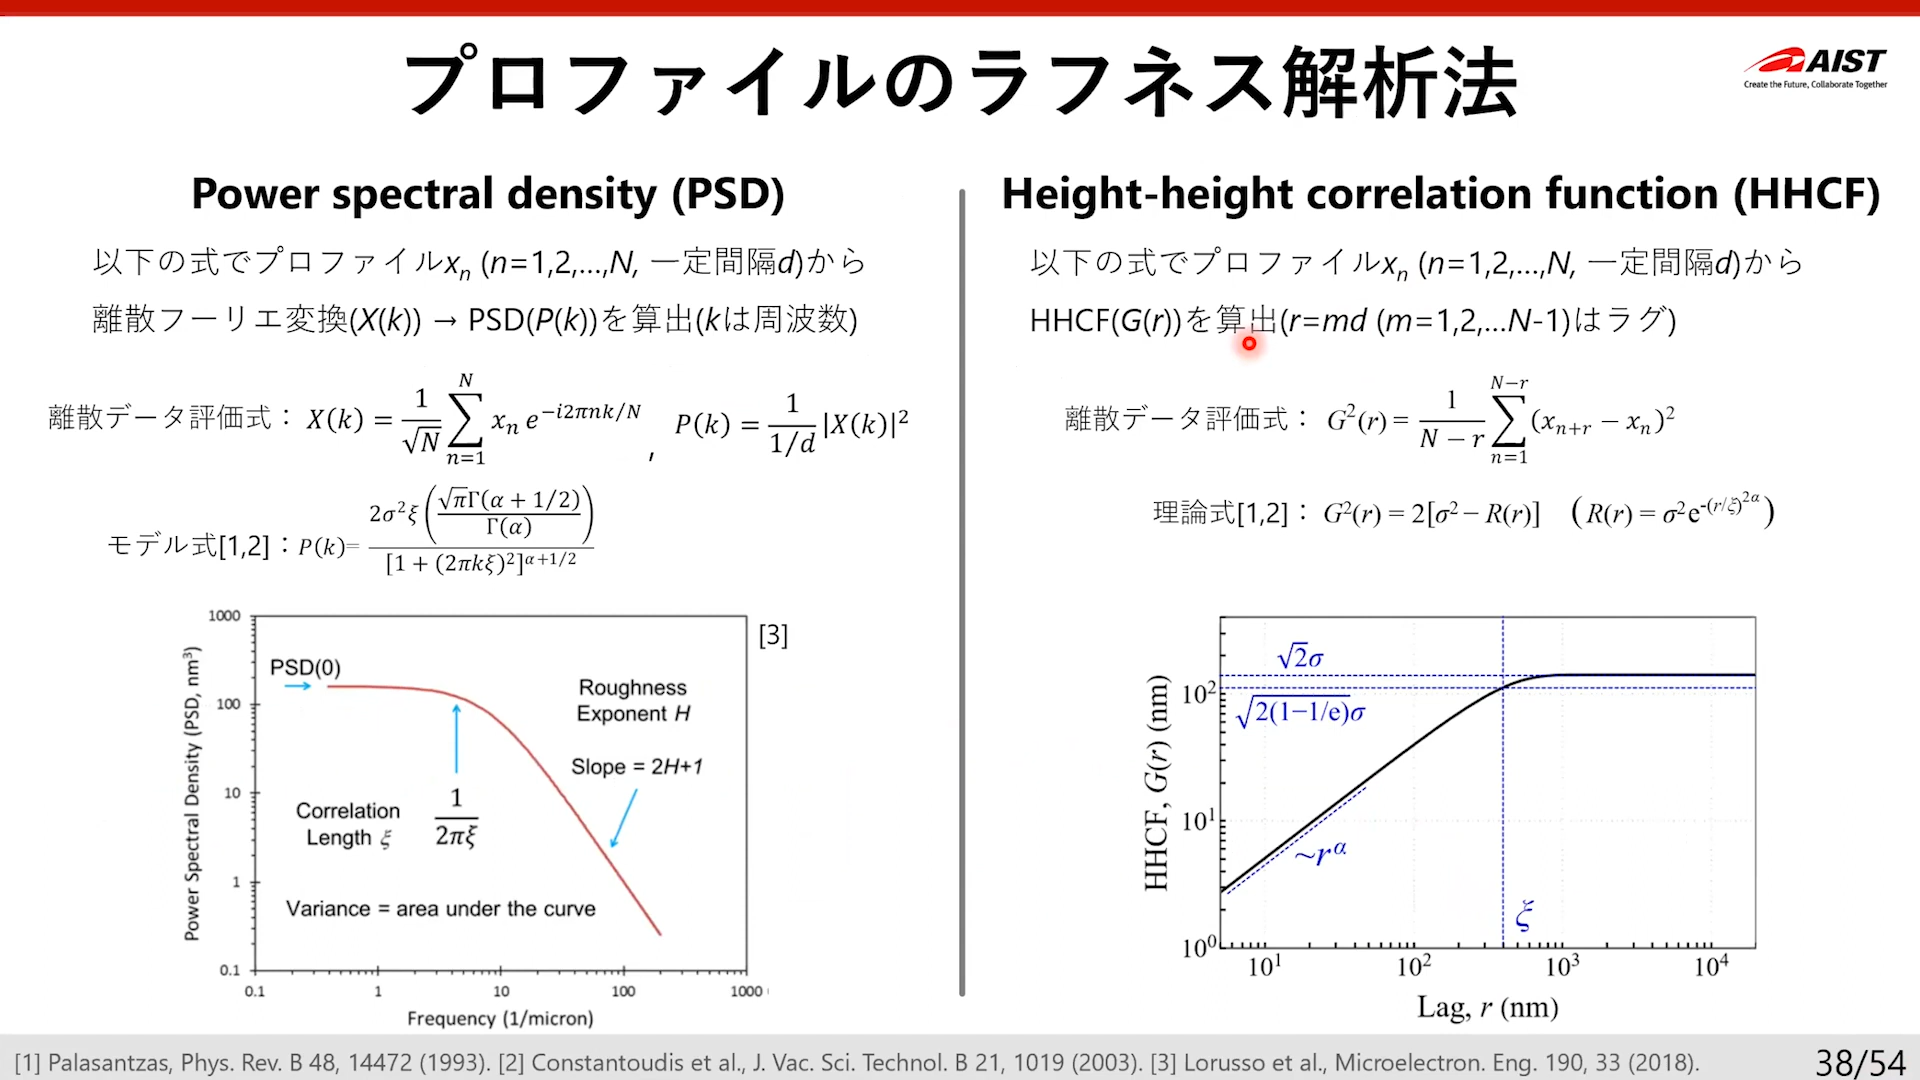 プロファイルのラフネス解析法
AIST
Create the Future, Collaborate Together
Power spectral density (PSD)
以下の式でプロファイルxn (n=1,2,...,N, 一定間隔d)から
離散フーリエ変換(X(k)) → PSD(P(k))を算出(kは周波数)
離散データ評価式： X(k) = 1/√N ∑_{n=1}^{N} xn e^{−i2πnk/N} , P(k) = 1/(1/d) |X(k)|²
モデル式[1,2]：P(k)= 2σ²ξ(√πΓ(α + 1/2)/Γ(α)) / [1 + (2πkξ)²]^{α+1/2}
[3]
1000
100
10
1
0.1
Power Spectral Density (PSD, nm³)
PSD(0)
Roughness
Exponent H
Slope = 2H+1
Correlation
Length ξ
1/2πξ
Variance = area under the curve
0.1 1 10 100 1000
Frequency (1/micron)
Height-height correlation function (HHCF)
以下の式でプロファイルxn (n=1,2,...,N, 一定間隔d)から
HHCF(G(r))を算出(r=md (m=1,2,...N-1)はラグ)
離散データ評価式： G²(r) = 1/(N − r) ∑_{n=1}^{N−r} (x_{n+r} − x_n)²
理論式[1,2]： G²(r) = 2[σ² − R(r)] (R(r) = σ²e^{-(r/ξ)^{2α}})
HHCF, G(r) (nm)
10²
10¹
10⁰
√2σ
√2(1−1/e)σ
~r^α
ξ
10¹ 10² 10³ 10⁴
Lag, r (nm)
[1] Palasantzas, Phys. Rev. B 48, 14472 (1993). [2] Constantoudis et al., J. Vac. Sci. Technol. B 21, 1019 (2003). [3] Lorusso et al., Microelectron. Eng. 190, 33 (2018).
38/54